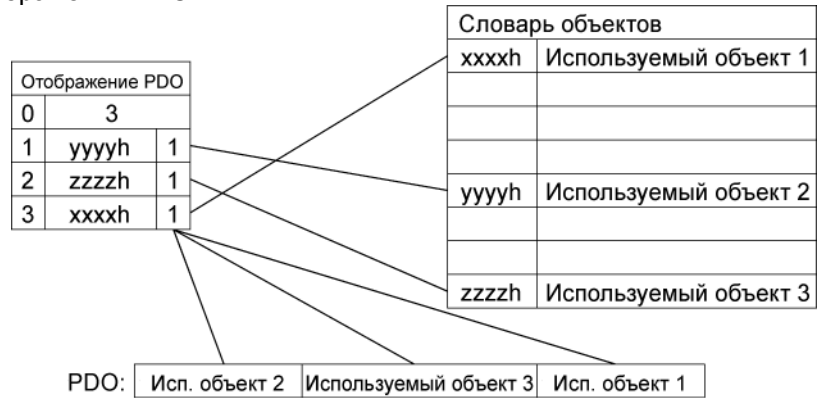 Словарь объектов
xxxxh Используемый объект 1
Отображение PDO
0 3
1 yyyyh 1
2 zzzzh 1
3 xxxxh 1
yyyyh Используемый объект 2
zzzzh Используемый объект 3
PDO: Исп. объект 2 Используемый объект 3 Исп. объект 1